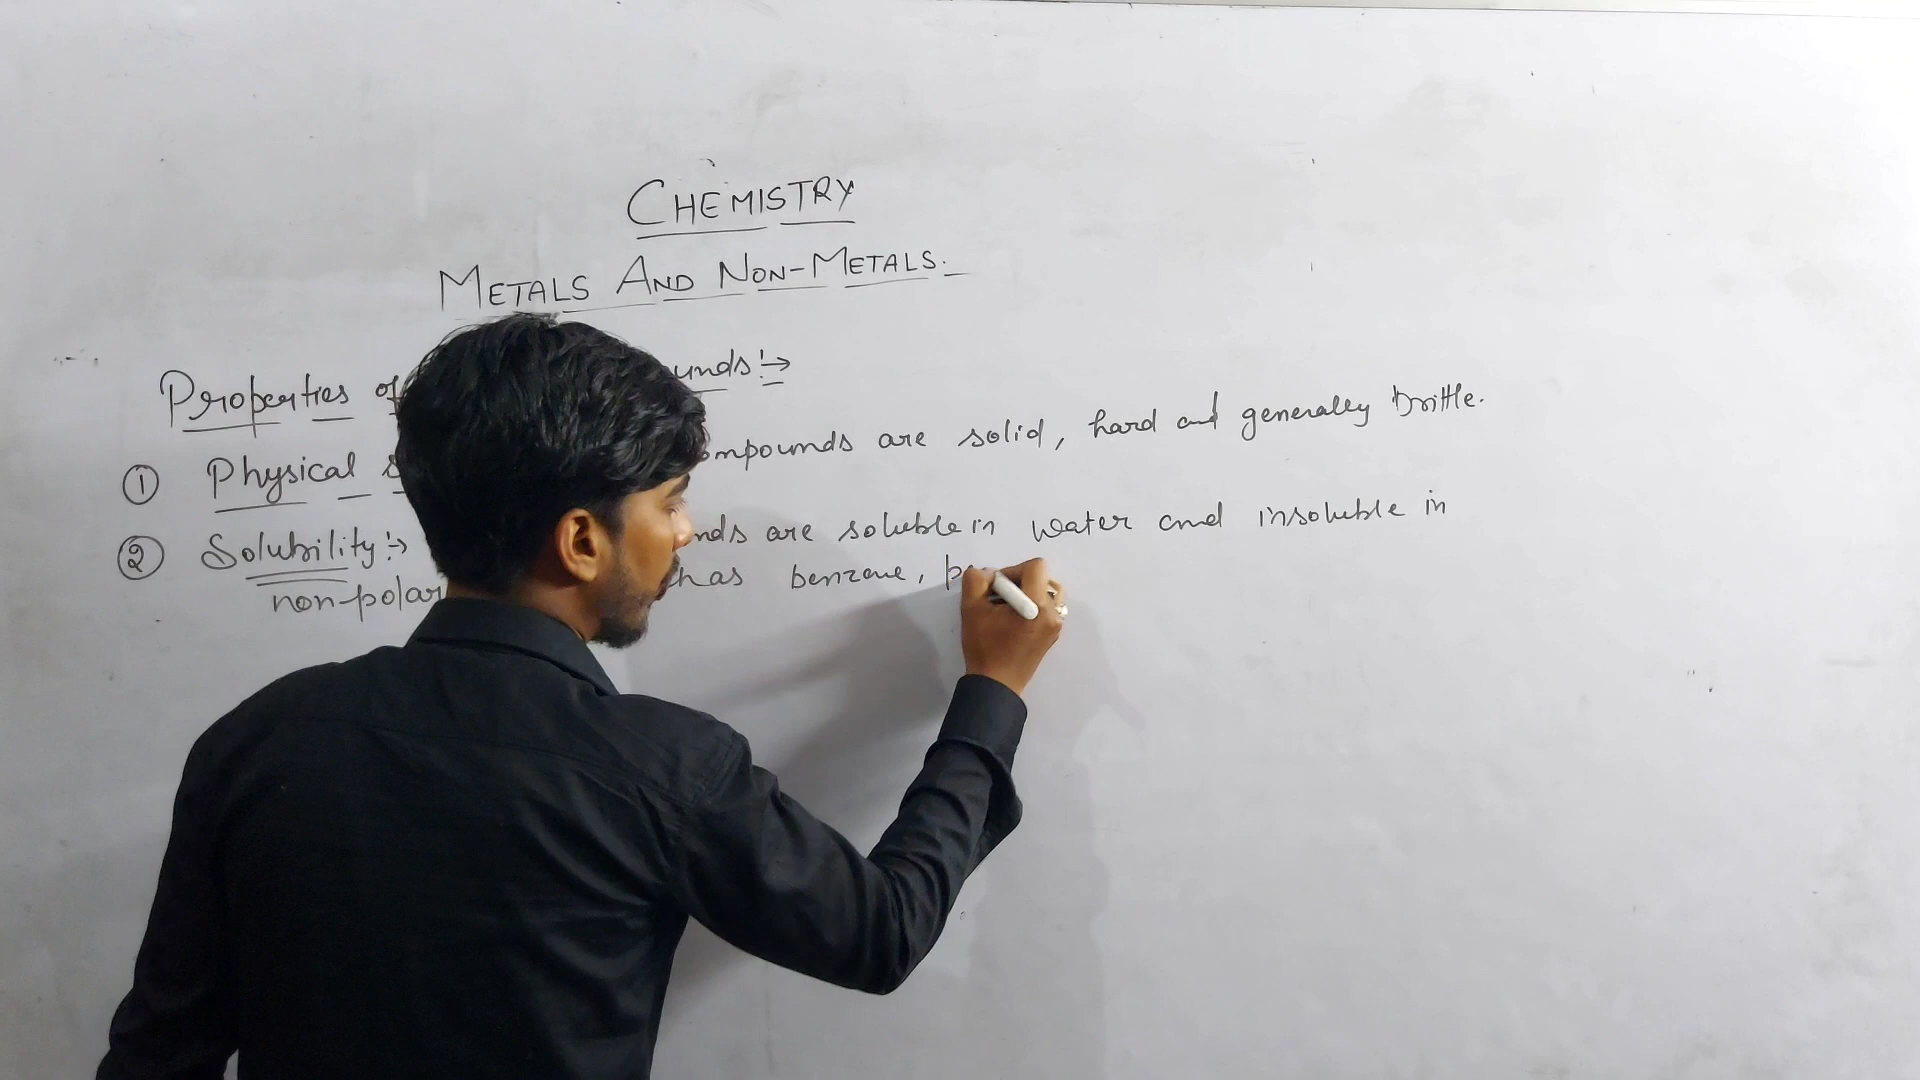 CHEMISTRY
METALS AND NON-METALS.
Properties of unds:→
① Physical ompounds are solid, hard and generally brittle.
② Solubility:→ nds are soluble in water and insoluble in
non-polar has benzene,